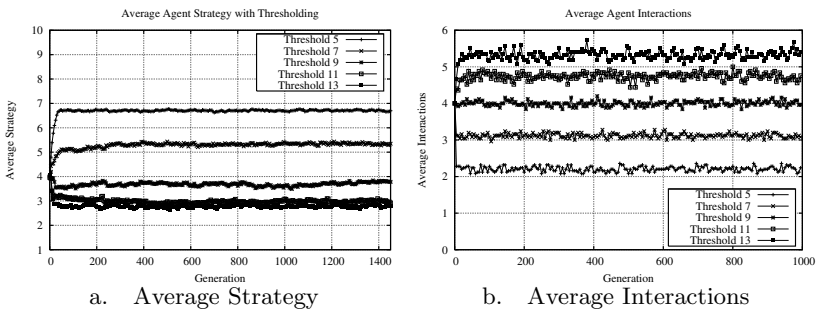 Average Agent Strategy with Thresholding
10
9
8
7
6
5
4
3
2
1
Average Strategy
Threshold 5
Threshold 7
Threshold 9
Threshold 11
Threshold 13
0 200 400 600 800 1000 1200 1400
Generation
a. Average Strategy
Average Agent Interactions
6
5
4
3
2
1
0
Average Interactions
Threshold 5
Threshold 7
Threshold 9
Threshold 11
Threshold 13
0 200 400 600 800 1000
Generation
b. Average Interactions